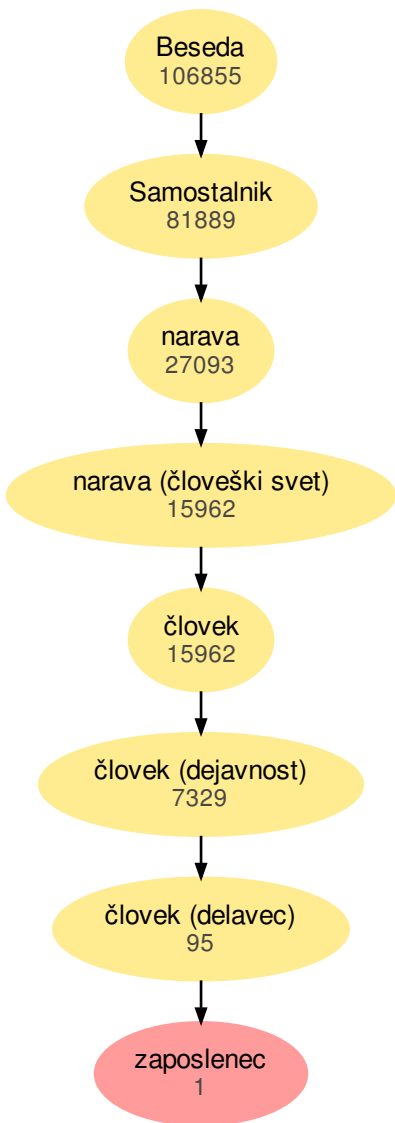 Beseda
106855
Samostalnik
81889
narava
27093
narava (človeški svet)
15962
človek
15962
človek (dejavnost)
7329
človek (delavec)
95
zaposlenec
1